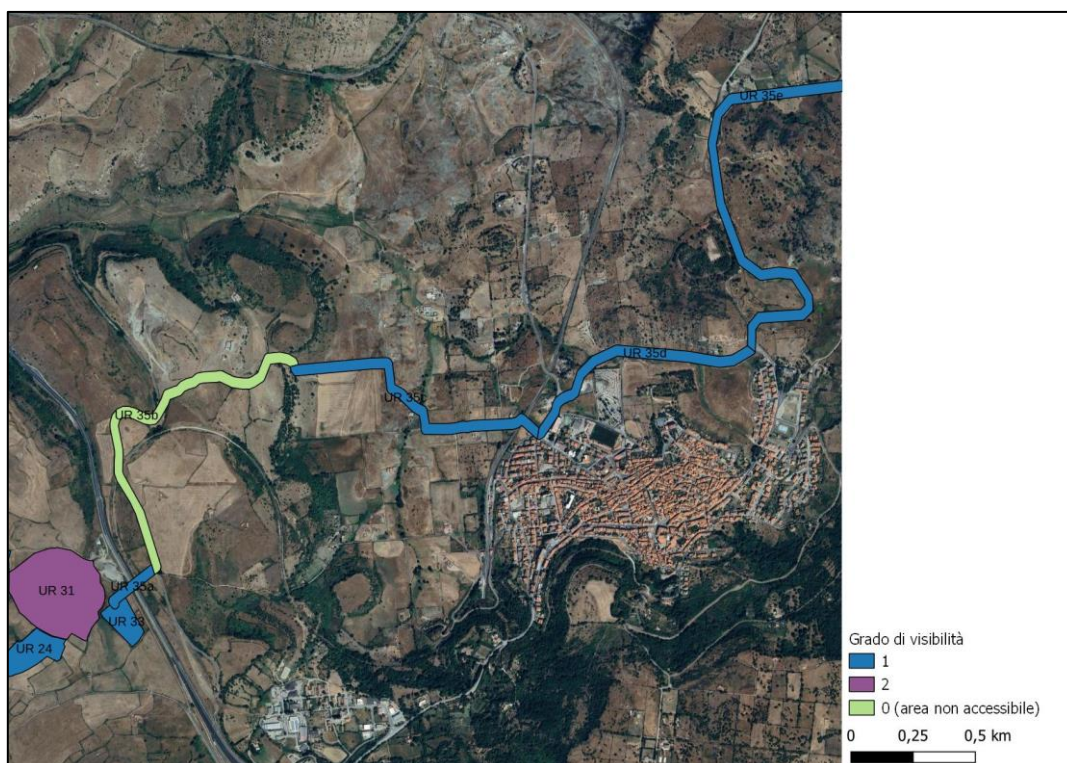 UR 35e
UR 35d
UR 35c
UR 35b
UR 35a
UR 31
UR 33
UR 24
Grado di visibilità
1
2
0 (area non accessibile)
0 0,25 0,5 km